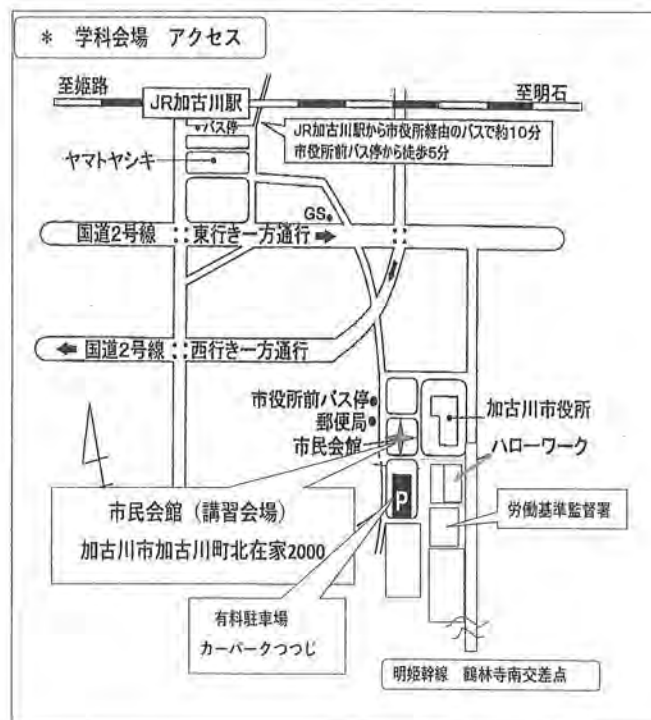 * 学科会場 アクセス
至姫路
JR加古川駅
至明石
バス停
JR加古川駅から市役所経由のバスで約10分
市役所前バス停から徒歩5分
ヤマトヤシキ
GS
国道2号線 東行き一方通行
国道2号線 西行き一方通行
市役所前バス停
郵便局
市民会館
加古川市役所
ハローワーク
P
市民会館（講習会場）
加古川市加古川町北在家2000
労働基準監督署
有料駐車場
カーパークつつじ
明姫幹線 鶴林寺南交差点